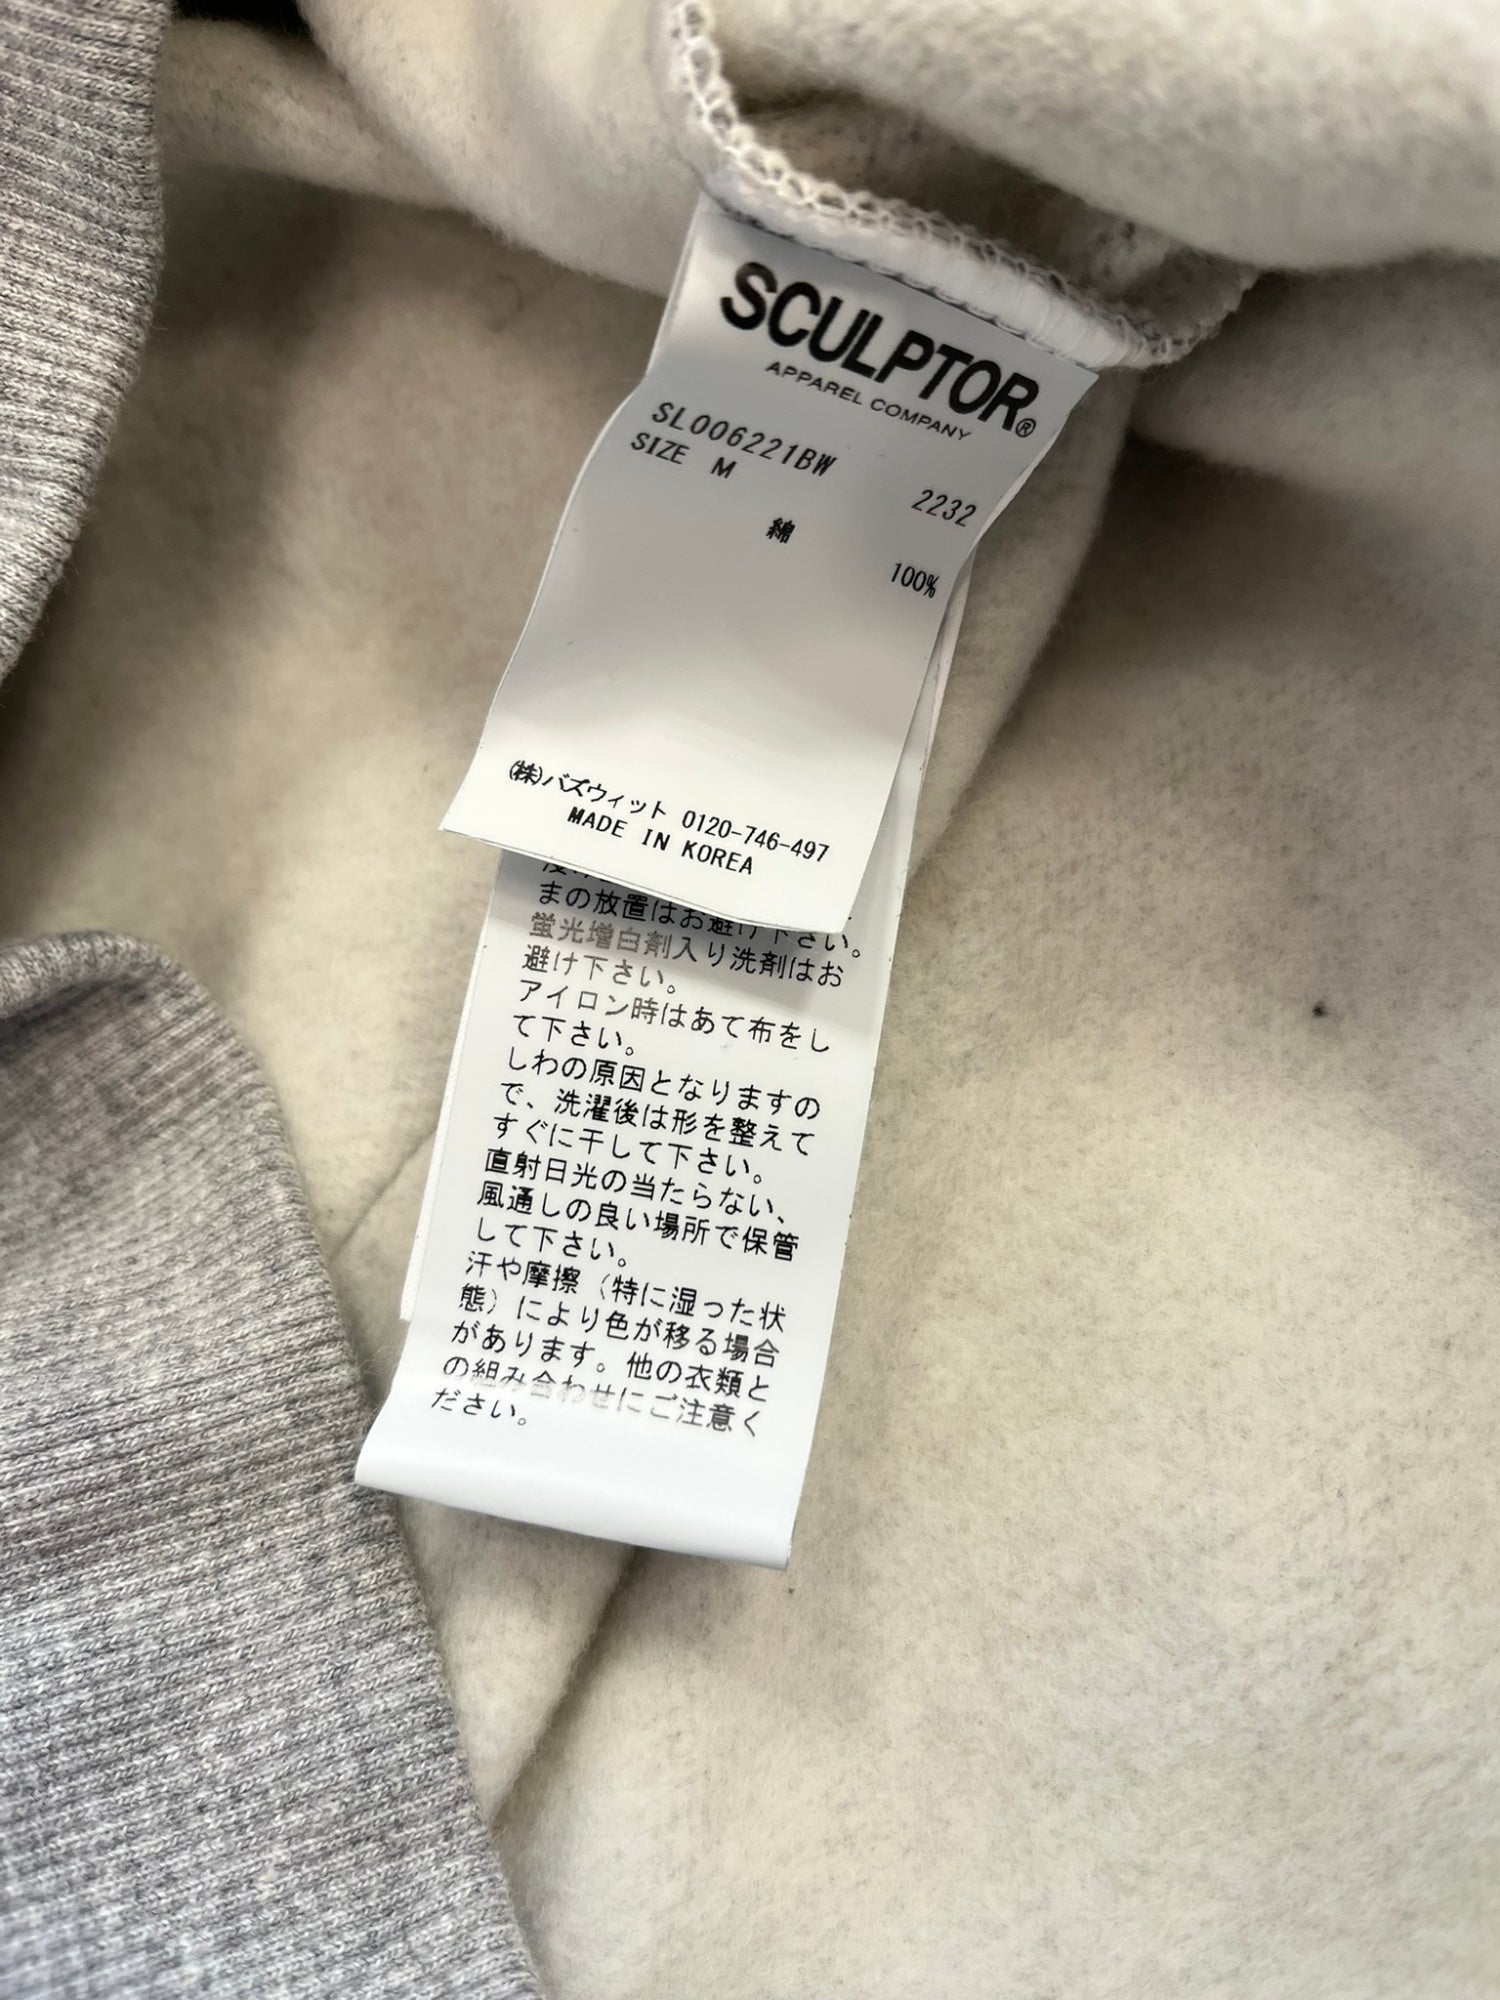 SCULPTOR®
APPAREL COMPANY
SL006221BW
SIZE M
2232
綿
100%
(株)バズウィット 0120-746-497
MADE IN KOREA
まの放置はお避け下さい。
蛍光増白剤入り洗剤はお
避け下さい。
アイロン時はあて布をし
て下さい。
しわの原因となりますの
で、洗濯後は形を整えて
すぐに干して下さい。
直射日光の当たらない、
風通しの良い場所で保管
して下さい。
汗や摩擦（特に湿った状
態）により色が移る場合
があります。他の衣類と
の組み合わせにご注意く
ださい。